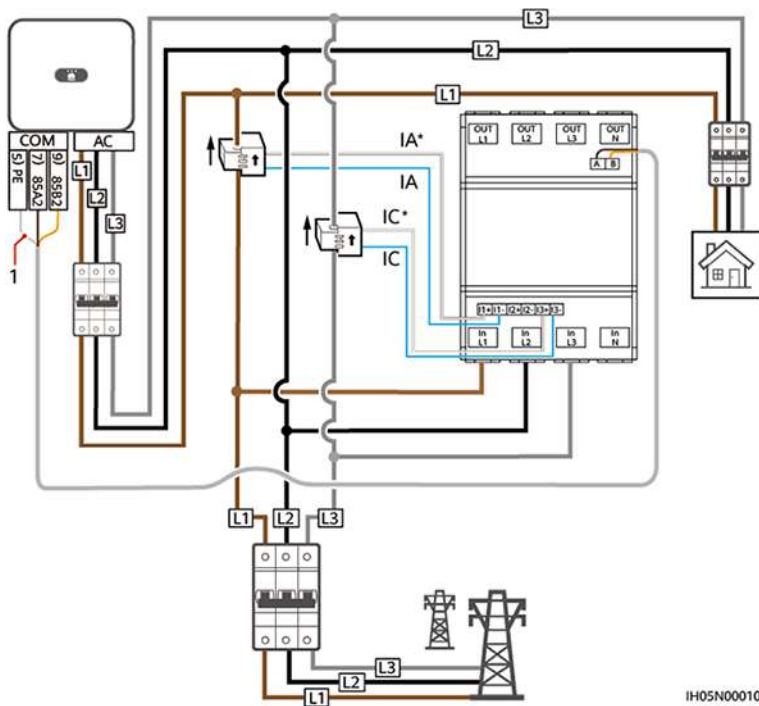 L3
L2
L1
COM
AC
5) PE
7) 85A2
9) 85B2
L1
L2
L3
1
IA*
IA
IC*
IC
OUT L1
OUT L2
OUT L3
OUT N
A B
I1+ I1- I2+ I2- I3+ I3-
In L1
In L2
In L3
In N
L1
L2
L3
L3
L2
L1
IH05N00010